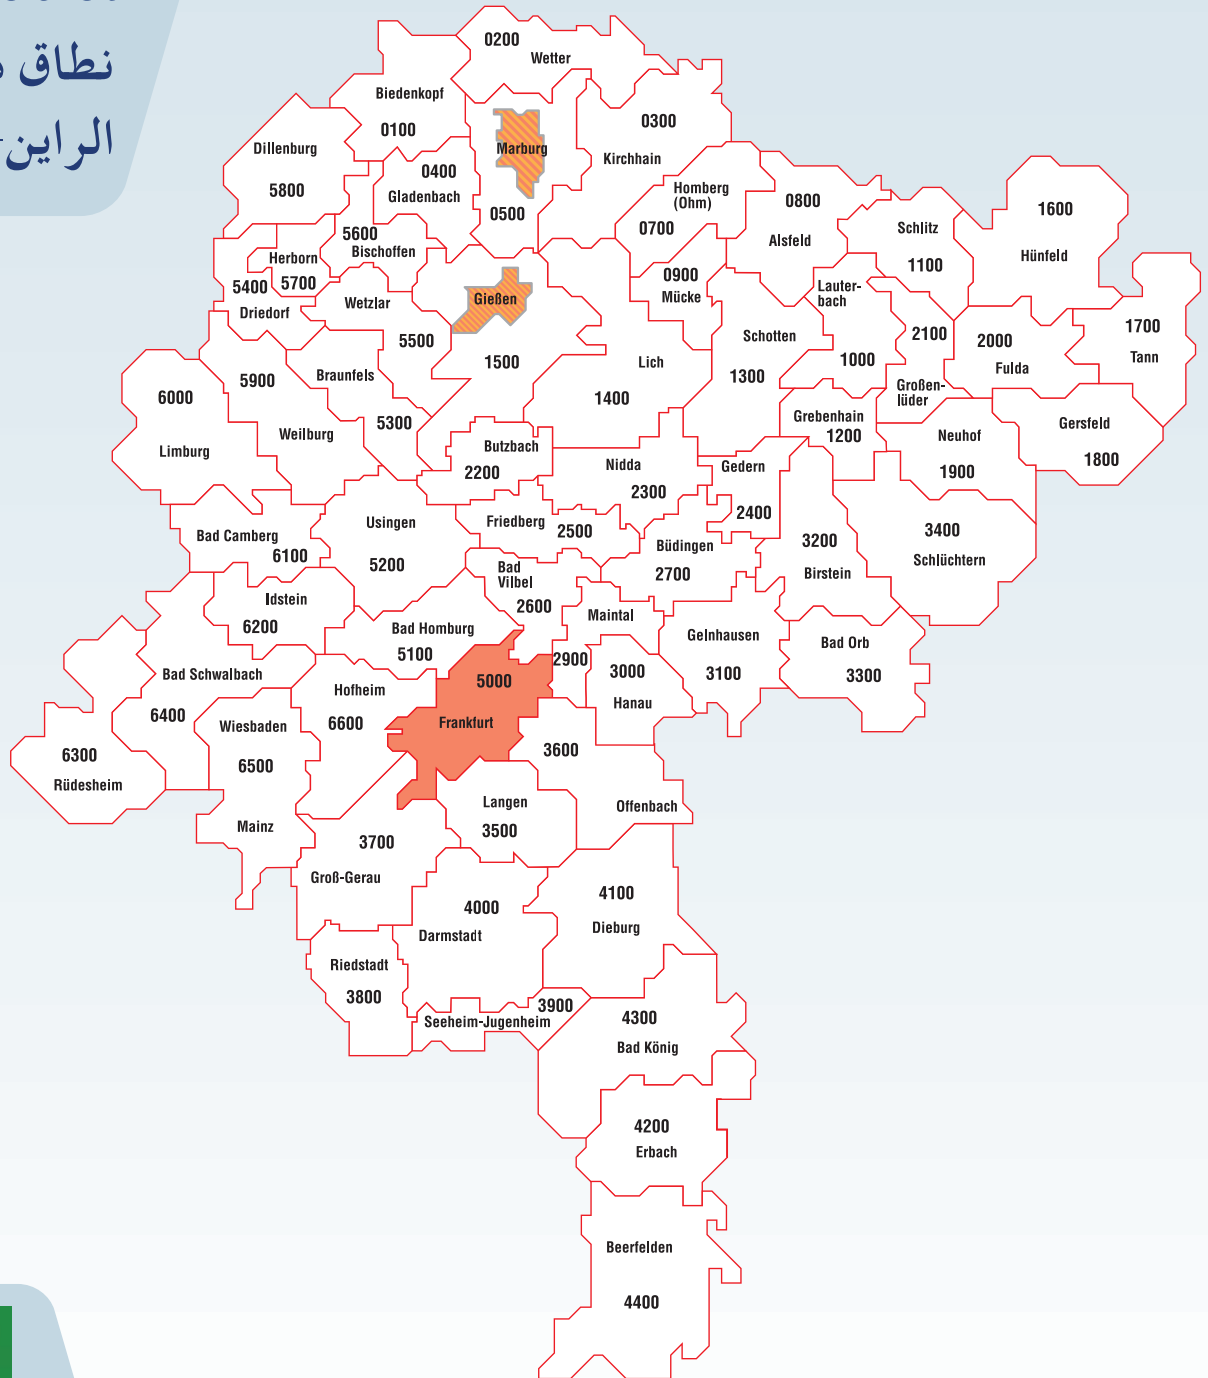 نطاق
الراين-
0200
Wetter
Biedenkopf
0100
0300
Kirchhain
Marburg
Dillenburg
5800
0400
Gladenbach
0500
Homberg
(Ohm)
0700
0800
Alsfeld
Schlitz
1100
1600
Hünfeld
5600
Bischoffen
Herborn
5700
5400
Driedorf
Wetzlar
5500
Gießen
1500
0900
Mücke
Lauter-
bach
1000
2100
Großen-
lüder
2000
Fulda
1700
Tann
Schotten
1300
Lich
1400
Braunfels
5300
5900
Weilburg
6000
Limburg
Butzbach
2200
Nidda
2300
Gedern
2400
Grebenhain
1200
Neuhof
1900
Gersfeld
1800
Bad Camberg
6100
Usingen
5200
Friedberg
2500
Büdingen
2700
3200
Birstein
3400
Schlüchtern
Bad
Vilbel
2600
Idstein
6200
Bad Homburg
5100
Maintal
2900
3000
Hanau
Gelnhausen
3100
Bad Orb
3300
Bad Schwalbach
6400
Hofheim
6600
5000
Frankfurt
Wiesbaden
6500
Mainz
6300
Rüdesheim
3600
Offenbach
Langen
3500
3700
Groß-Gerau
4000
Darmstadt
4100
Dieburg
Riedstadt
3800
3900
Seeheim-Jugenheim
4300
Bad König
4200
Erbach
Beerfelden
4400